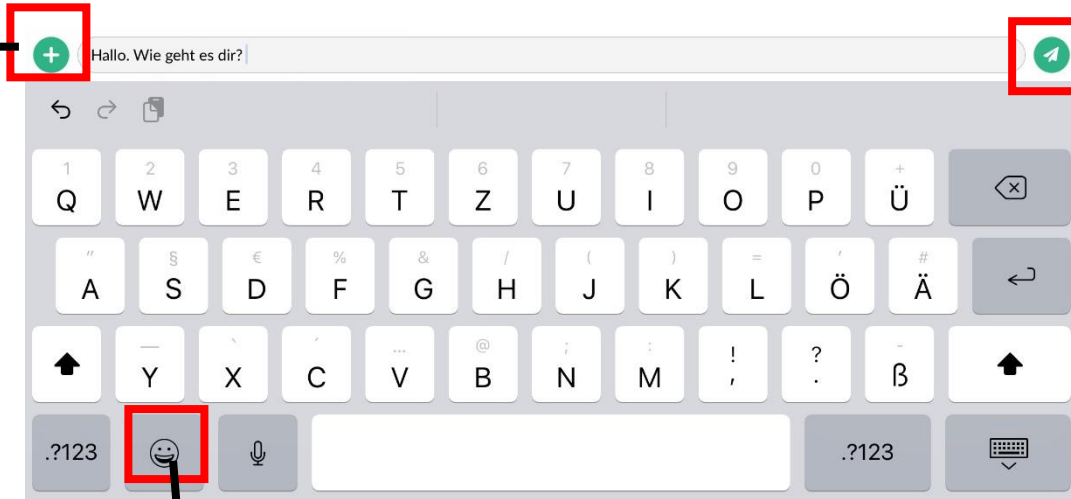 Hallo. Wie geht es dir?
1 2 3 4 5 6 7 8 9 0 +
Q W E R T Z U I O P Ü
" § € % & / ( ) = ' #
A S D F G H J K L Ö Ä
— ` ´ ... @ ; : ! ? -
Y X C V B N M , . ß
.?123 .?123